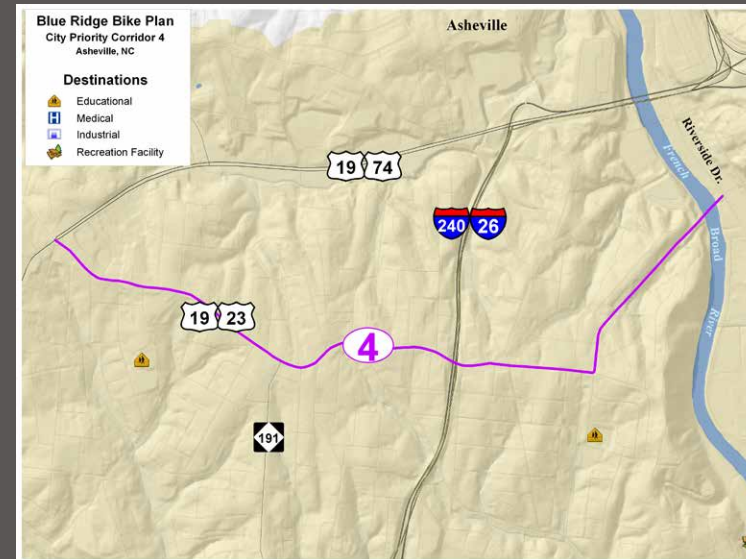 Blue Ridge Bike Plan
City Priority Corridor 4
Asheville, NC
Destinations
Educational
Medical
Industrial
Recreation Facility
Asheville
Riverside Dr.
French
Broad
River
19 74
240 26
19 23
4
191